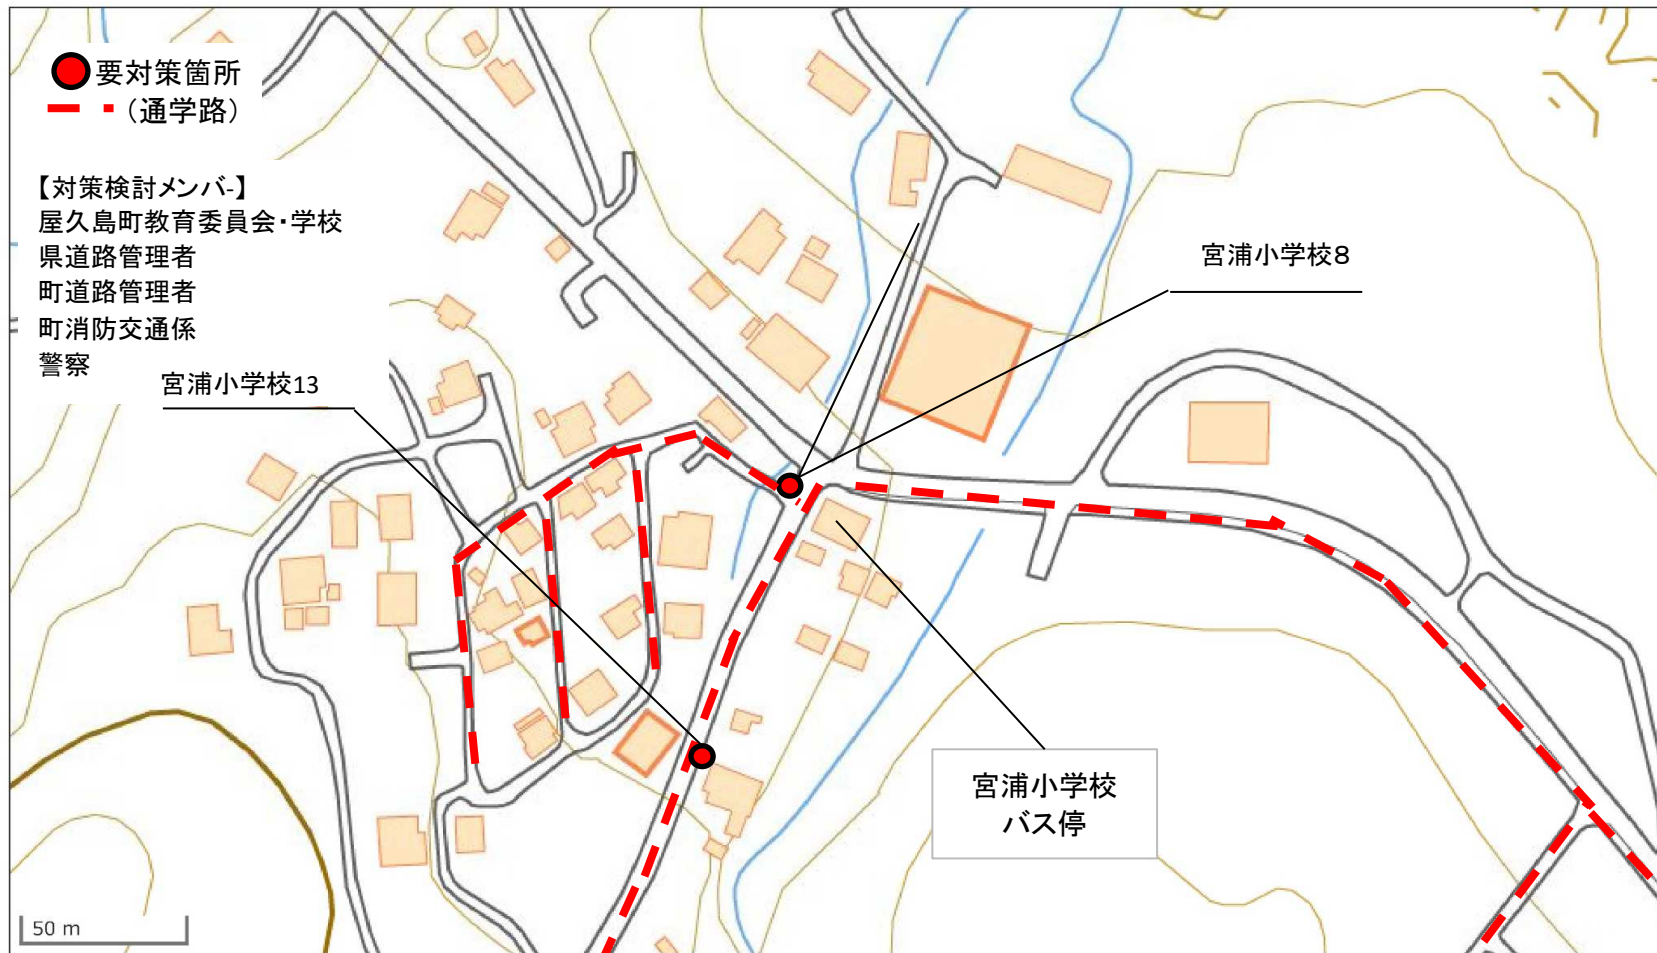 要対策箇所
（通学路）
【対策検討メンバ-】
屋久島町教育委員会・学校
県道路管理者
町道路管理者
町消防交通係
警察
宮浦小学校8
宮浦小学校13
宮浦小学校
バス停
50 m